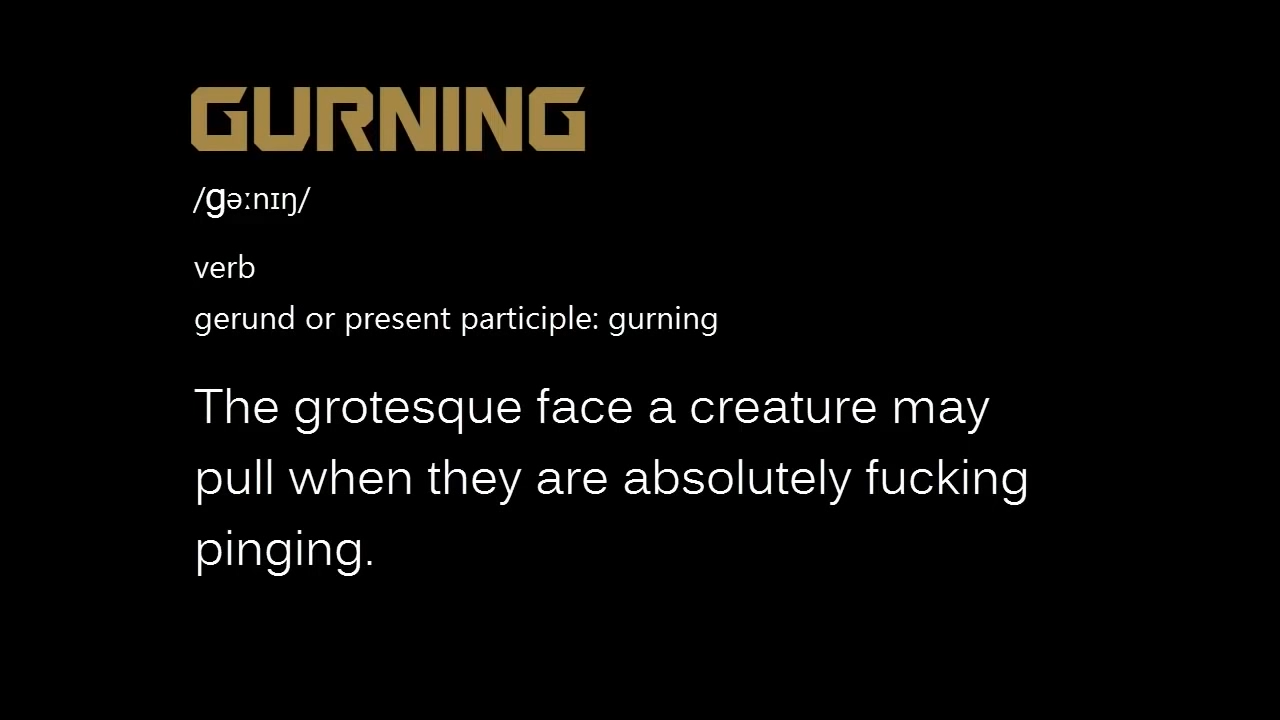 GURNING
/ɡəːnɪŋ/
verb
gerund or present participle: gurning
The grotesque face a creature may
pull when they are absolutely fucking
pinging.